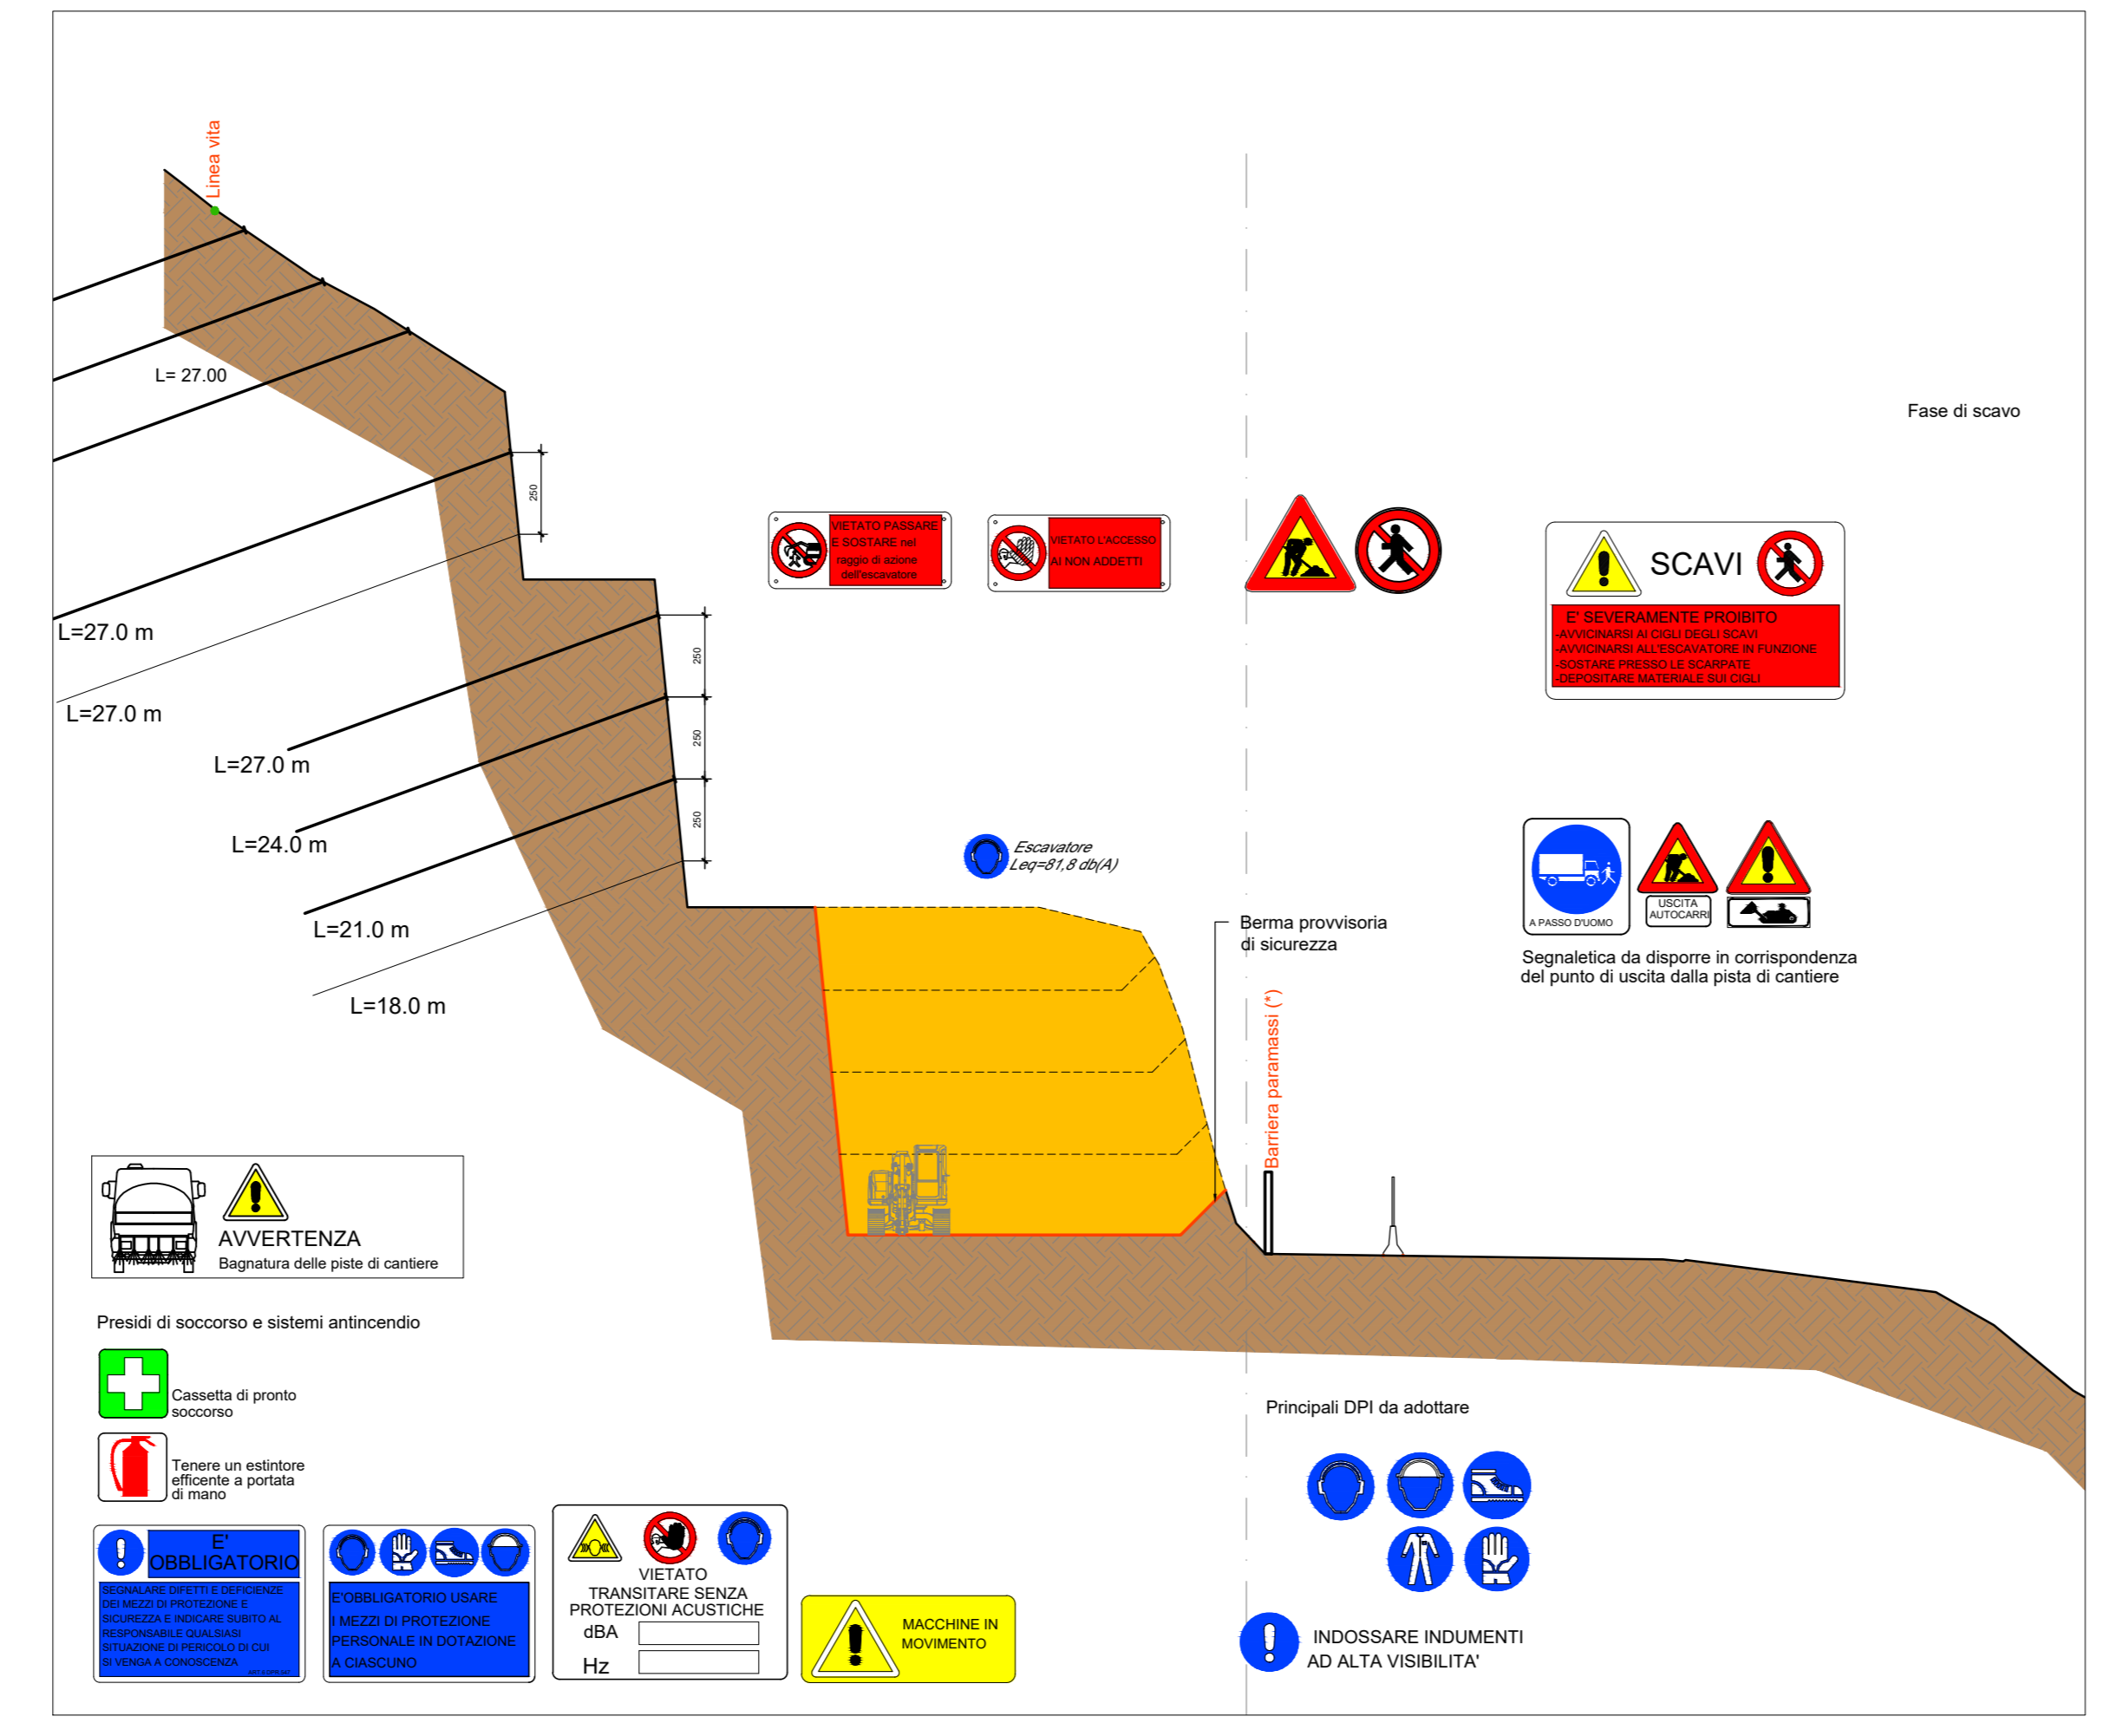 Linea vita
L= 27.00
Fase di scavo
250
L=27.0 m
L=27.0 m
250
250
250
L=27.0 m
L=24.0 m
L=21.0 m
L=18.0 m
VIETATO PASSARE
E SOSTARE nel
raggio di azione
dell'escavatore
VIETATO L'ACCESSO
AI NON ADDETTI
SCAVI
E' SEVERAMENTE PROIBITO
-AVVICINARSI AI CIGLI DEGLI SCAVI
-AVVICINARSI ALL'ESCAVATORE IN FUNZIONE
-SOSTARE PRESSO LE SCARPATE
-DEPOSITARE MATERIALE SUI CIGLI
Escavatore
Leq=81,8 db(A)
A PASSO D'UOMO
USCITA
AUTOCARRI
Segnaletica da disporre in corrispondenza
del punto di uscita dalla pista di cantiere
Berma provvisoria
di sicurezza
Barriera paramassi (*)
AVVERTENZA
Bagnatura delle piste di cantiere
Presidi di soccorso e sistemi antincendio
Cassetta di pronto
soccorso
Tenere un estintore
efficente a portata
di mano
E'
OBBLIGATORIO
SEGNALARE DIFETTI E DEFICIENZE
DEI MEZZI DI PROTEZIONE E
SICUREZZA E INDICARE SUBITO AL
RESPONSABILE QUALSIASI
SITUAZIONE DI PERICOLO DI CUI
SI VENGA A CONOSCENZA
E'OBBLIGATORIO USARE
I MEZZI DI PROTEZIONE
PERSONALE IN DOTAZIONE
A CIASCUNO
VIETATO
TRANSITARE SENZA
PROTEZIONI ACUSTICHE
dBA
Hz
MACCHINE IN
MOVIMENTO
Principali DPI da adottare
INDOSSARE INDUMENTI
AD ALTA VISIBILITA'